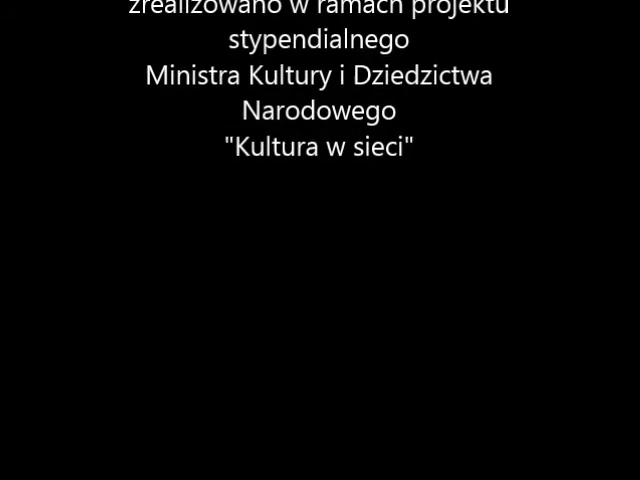 zrealizowano w ramach projektu
stypendialnego
Ministra Kultury i Dziedzictwa
Narodowego
"Kultura w sieci"